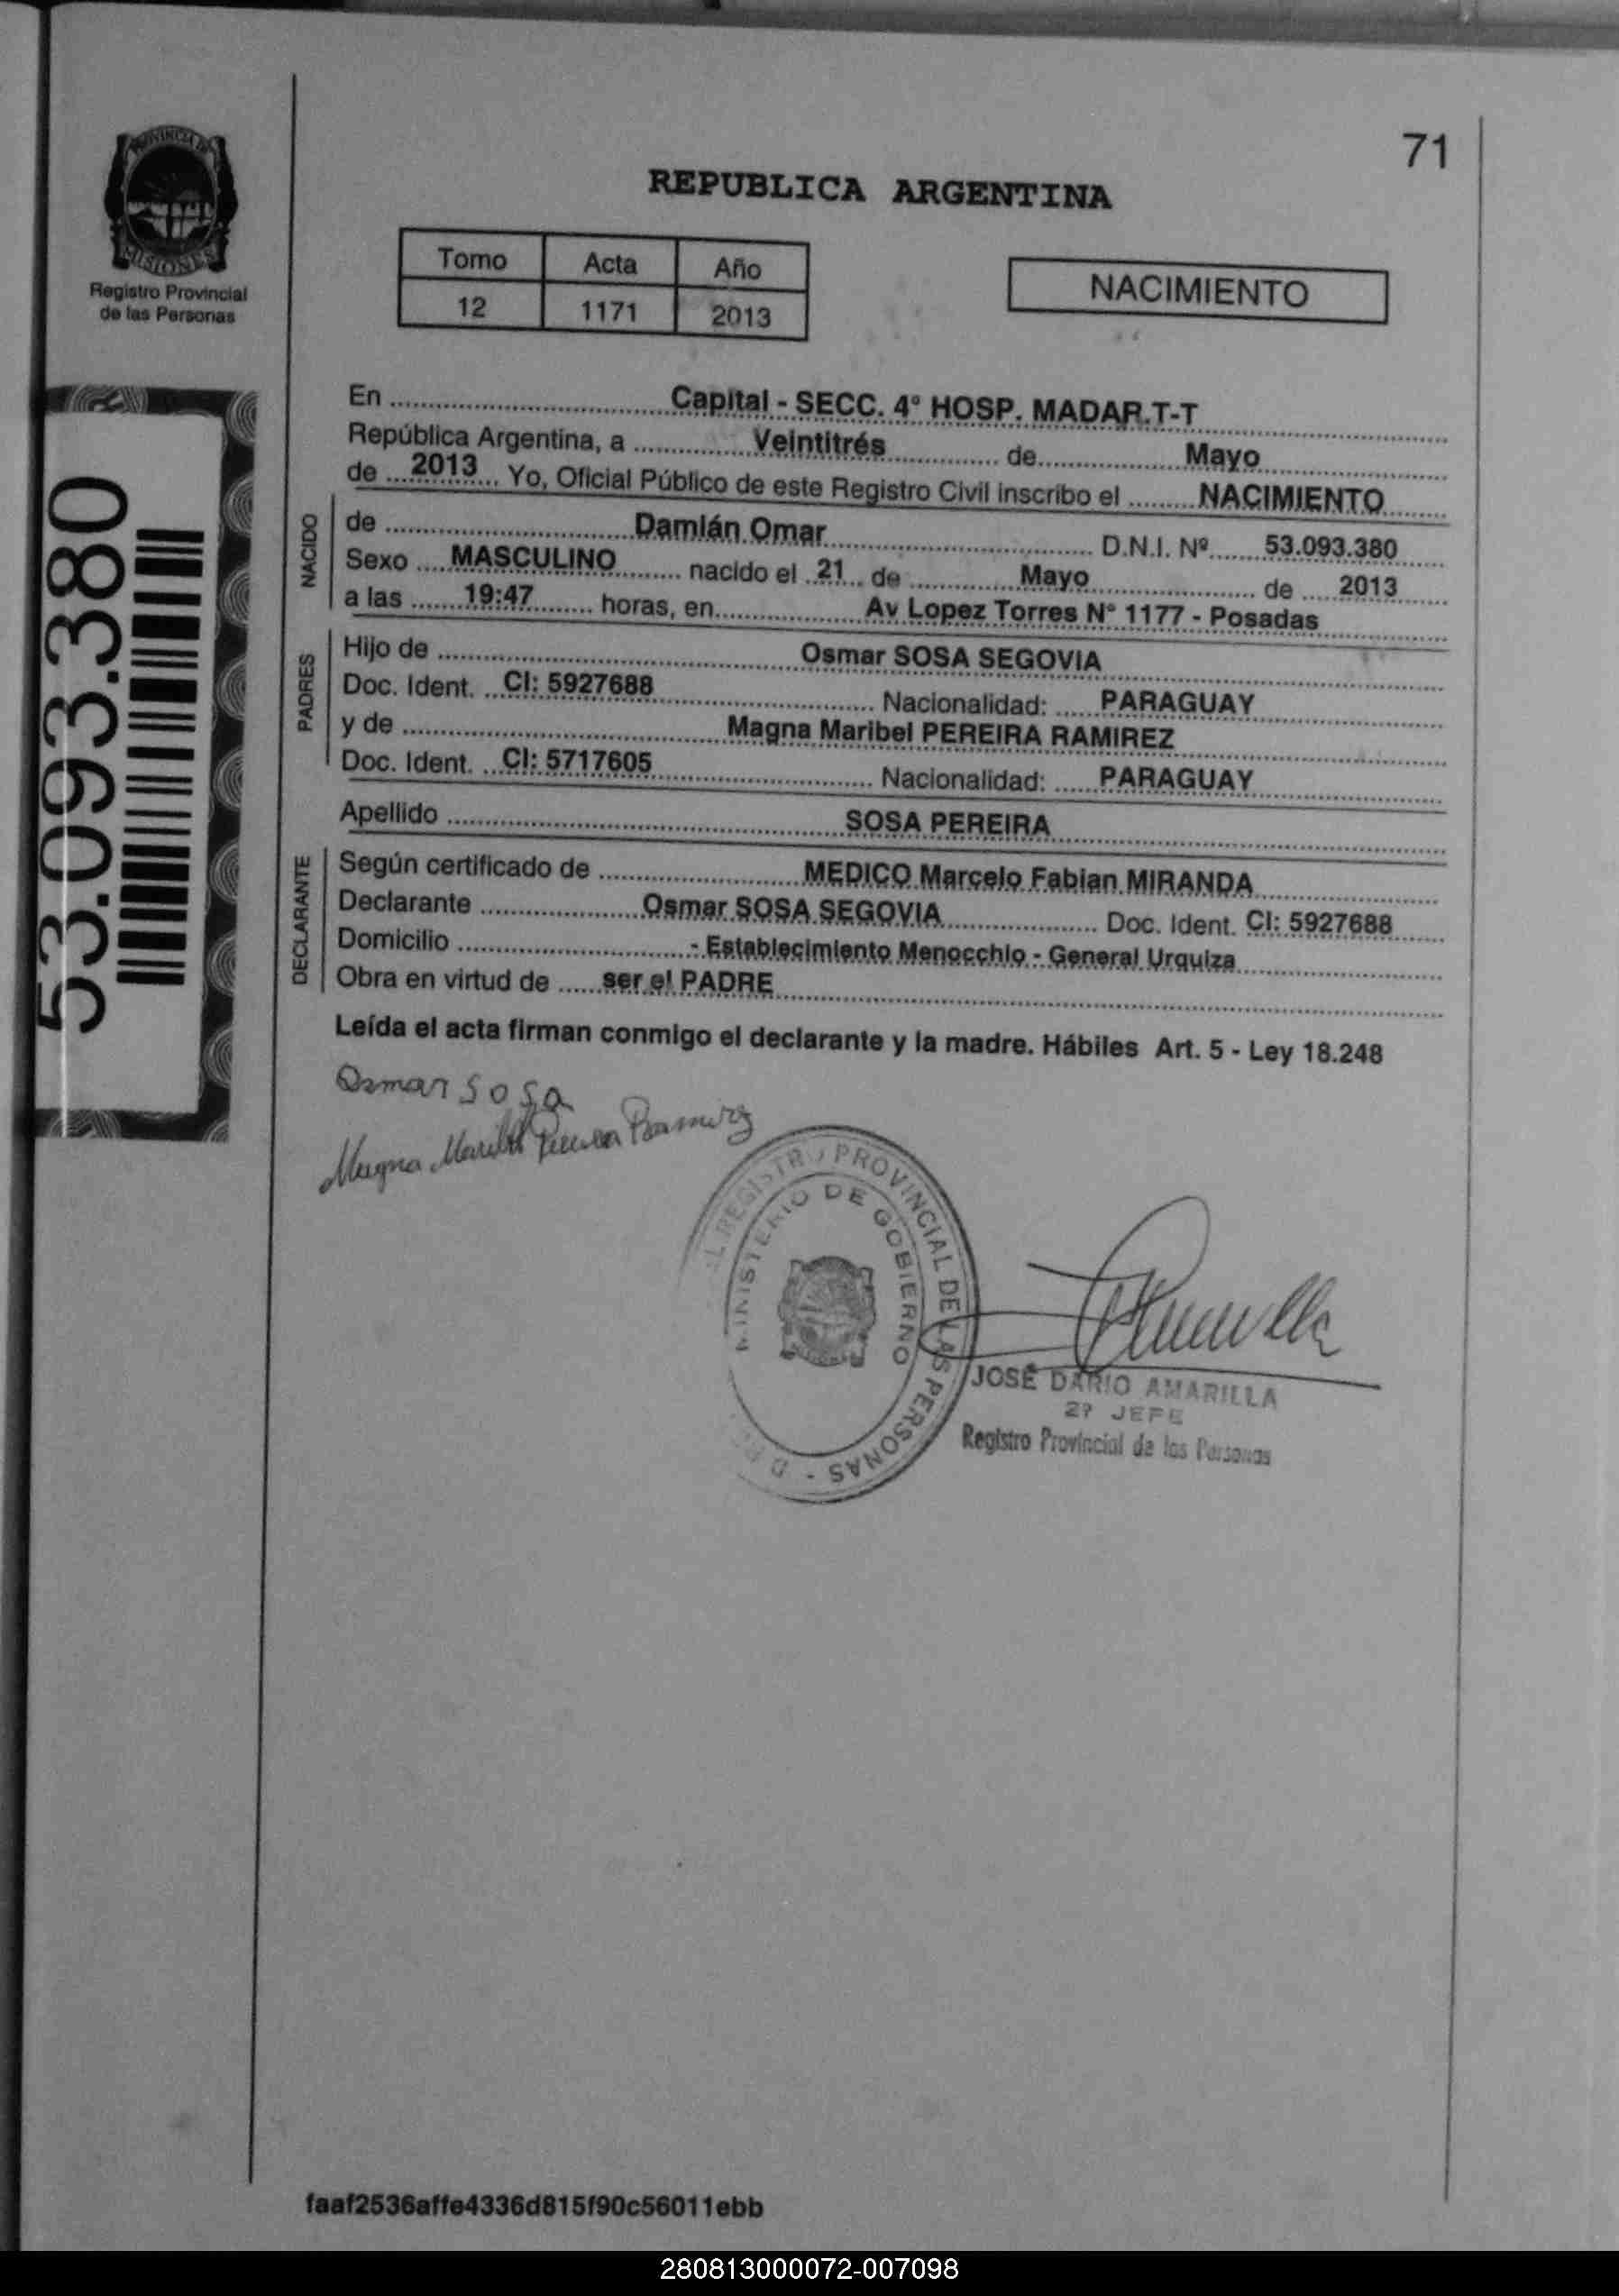 71
PROVINCIA DE
MISIONES
Registro Provincial
de las Personas
REPUBLICA ARGENTINA
Tomo Acta Año
12 1171 2013
NACIMIENTO
53.093.380
En Capital - SECC. 4° HOSP. MADAR.T-T
República Argentina, a Veintitrés de Mayo
de 2013 Yo, Oficial Público de este Registro Civil inscribo el NACIMIENTO
NACIDO
de Damián Omar D.N.I. Nº 53.093.380
Sexo MASCULINO nacido el 21 de Mayo de 2013
a las 19:47 horas, en Av Lopez Torres N° 1177 - Posadas
PADRES
Hijo de Osmar SOSA SEGOVIA
Doc. Ident. CI: 5927688 Nacionalidad: PARAGUAY
y de Magna Maribel PEREIRA RAMIREZ
Doc. Ident. CI: 5717605 Nacionalidad: PARAGUAY
Apellido SOSA PEREIRA
DECLARANTE
Según certificado de MEDICO Marcelo Fabian MIRANDA
Declarante Osmar SOSA SEGOVIA Doc. Ident. CI: 5927688
Domicilio - Establecimiento Menocchio - General Urquiza
Obra en virtud de ser el PADRE
Leída el acta firman conmigo el declarante y la madre. Hábiles Art. 5 - Ley 18.248
Osmar Sosa
Magna Maribel Pereira Ramirez
REGISTRO PROVINCIAL DE LAS PERSONAS -
MINISTERIO DE GOBIERNO
JOSÉ DARIO AMARILLA
2º JEFE
Registro Provincial de las Personas
faaf2536affe4336d815f90c56011ebb
280813000072-007098